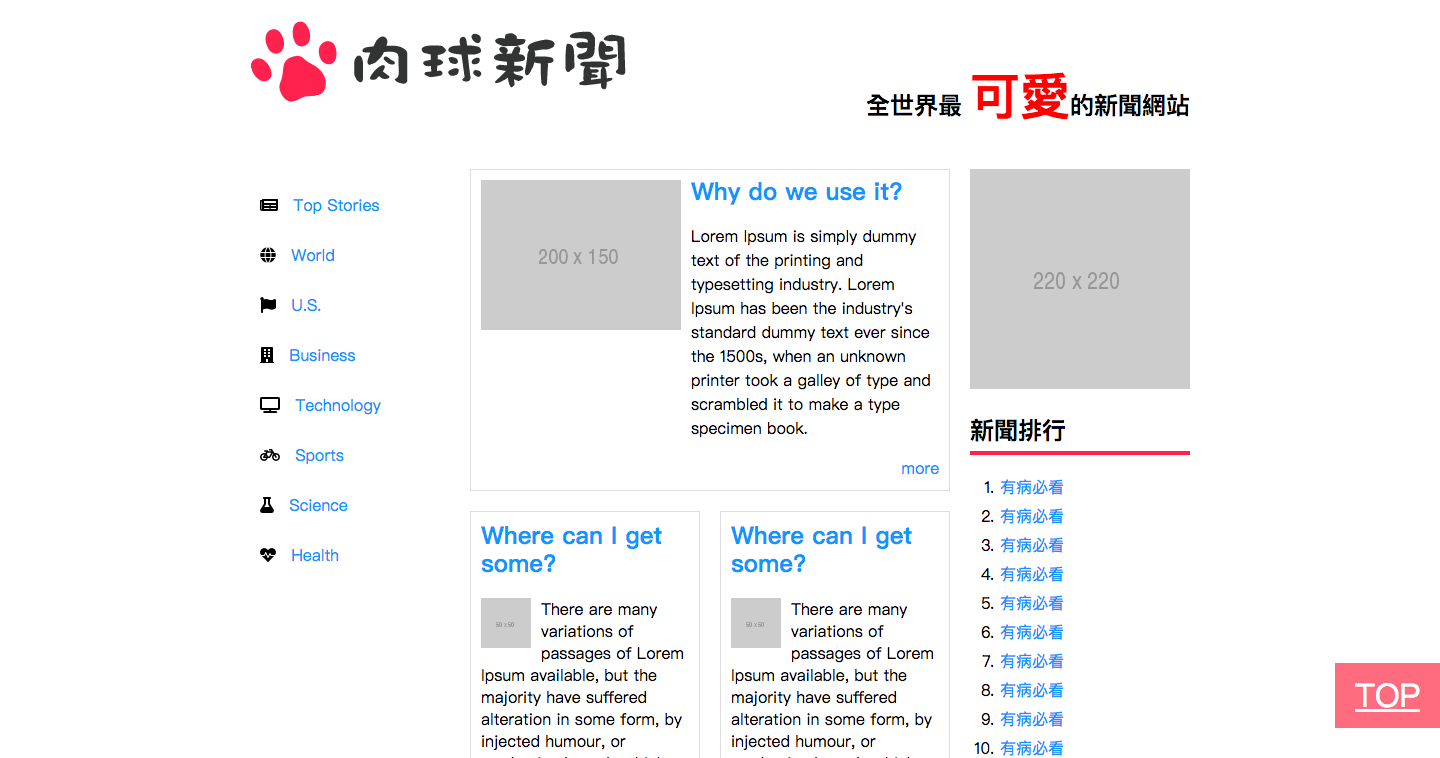 肉球新聞
全世界最 可愛的新聞網站
Top Stories
World
U.S.
Business
Technology
Sports
Science
Health
200 x 150
Why do we use it?
Lorem Ipsum is simply dummy
text of the printing and
typesetting industry. Lorem
Ipsum has been the industry's
standard dummy text ever since
the 1500s, when an unknown
printer took a galley of type and
scrambled it to make a type
specimen book.
more
Where can I get
some?
50 x 50
There are many
variations of
passages of Lorem
Ipsum available, but the
majority have suffered
alteration in some form, by
injected humour, or
Where can I get
some?
50 x 50
There are many
variations of
passages of Lorem
Ipsum available, but the
majority have suffered
alteration in some form, by
injected humour, or
220 x 220
新聞排行
1. 有病必看
2. 有病必看
3. 有病必看
4. 有病必看
5. 有病必看
6. 有病必看
7. 有病必看
8. 有病必看
9. 有病必看
10. 有病必看
TOP